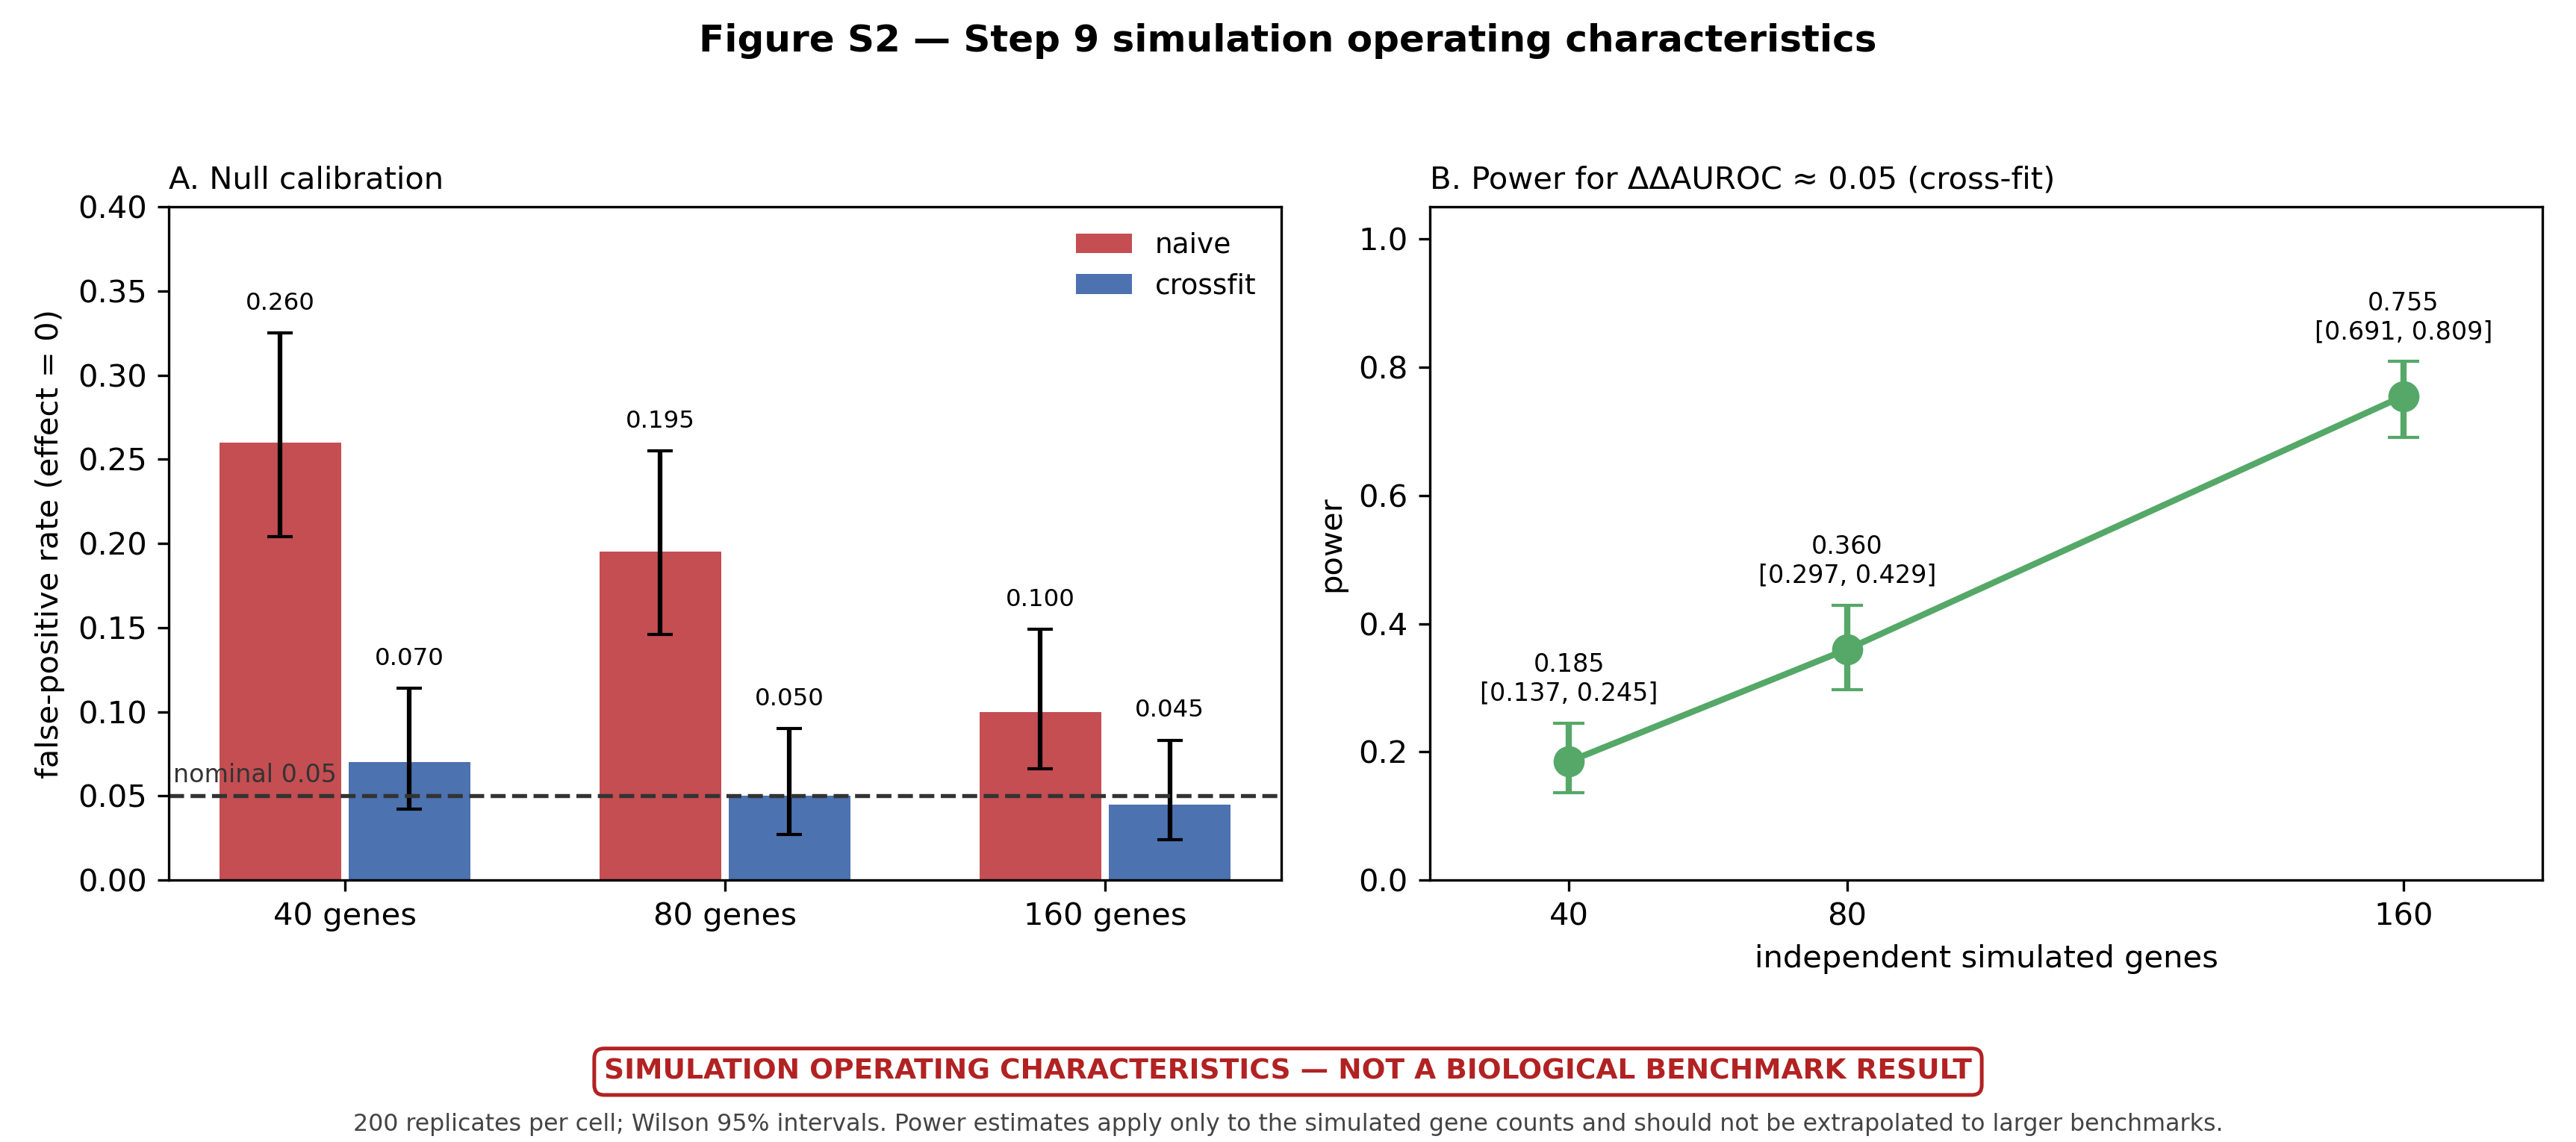 Figure S2 — Step 9 simulation operating characteristics
A. Null calibration
false-positive rate (effect = 0)
0.40
0.35
0.30
0.25
0.20
0.15
0.10
0.05
0.00
naive
crossfit
0.260
0.070
0.195
0.050
0.100
0.045
nominal 0.05
40 genes
80 genes
160 genes
B. Power for ΔΔAUROC ≈ 0.05 (cross-fit)
power
1.0
0.8
0.6
0.4
0.2
0.0
0.185
[0.137, 0.245]
0.360
[0.297, 0.429]
0.755
[0.691, 0.809]
40
80
160
independent simulated genes
SIMULATION OPERATING CHARACTERISTICS — NOT A BIOLOGICAL BENCHMARK RESULT
200 replicates per cell; Wilson 95% intervals. Power estimates apply only to the simulated gene counts and should not be extrapolated to larger benchmarks.